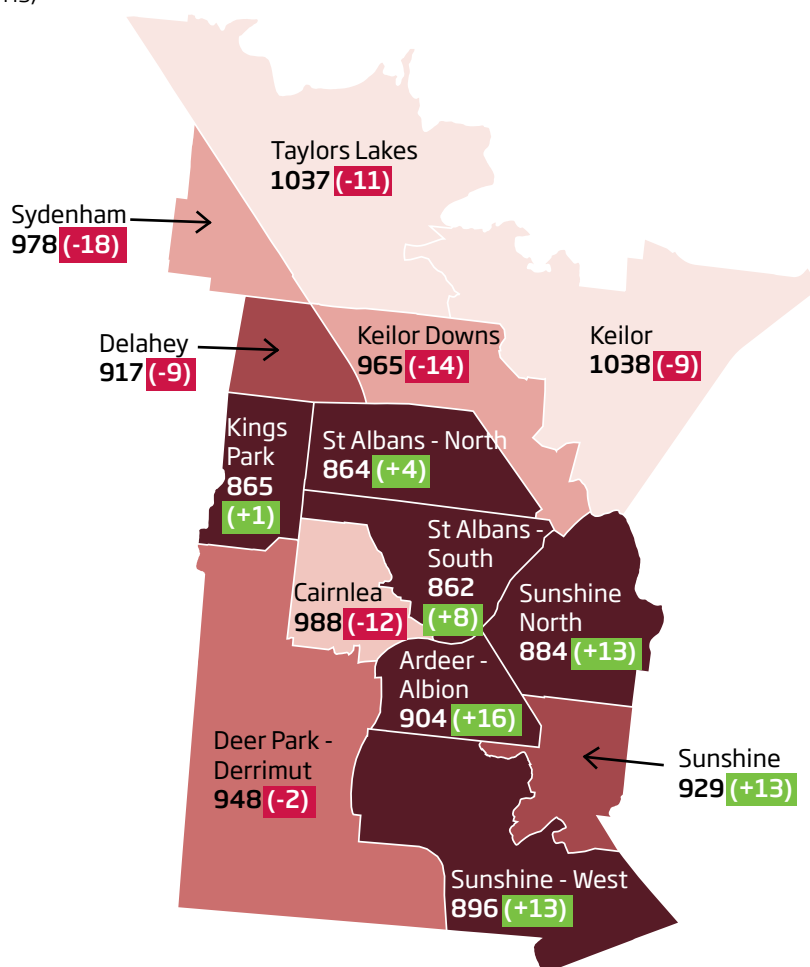 Taylors Lakes
1037 (-11)
Sydenham
978 (-18)
Delahey
917 (-9)
Keilor Downs
965 (-14)
Keilor
1038 (-9)
Kings
Park
865
(+1)
St Albans - North
864 (+4)
St Albans -
South
862
(+8)
Cairnlea
988 (-12)
Sunshine
North
884 (+13)
Ardeer -
Albion
904 (+16)
Deer Park -
Derrimut
948 (-2)
Sunshine
929 (+13)
Sunshine - West
896 (+13)